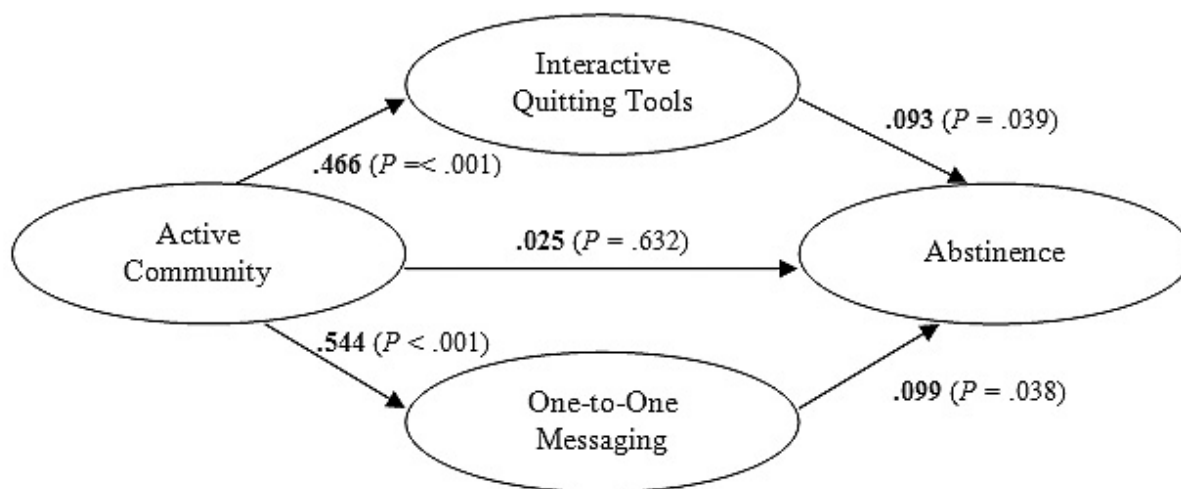 Interactive
Quitting Tools
.093 (P = .039)
.466 (P =< .001)
Active
Community
.025 (P = .632)
Abstinence
.544 (P < .001)
One-to-One
Messaging
.099 (P = .038)